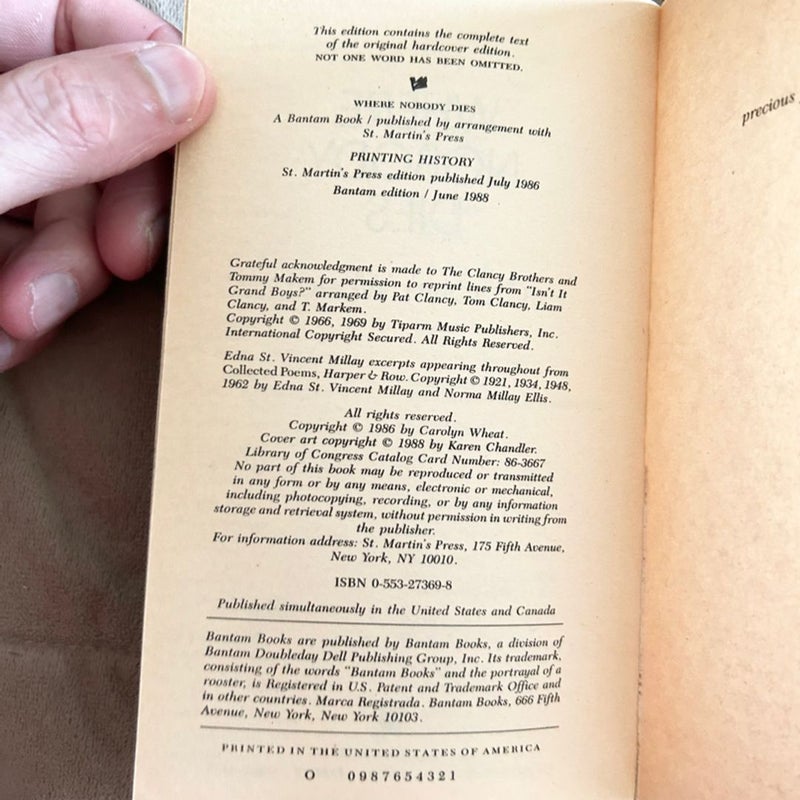 This edition contains the complete text
of the original hardcover edition.
NOT ONE WORD HAS BEEN OMITTED.
WHERE NOBODY DIES
A Bantam Book / published by arrangement with
St. Martin's Press
PRINTING HISTORY
St. Martin's Press edition published July 1986
Bantam edition / June 1988
Grateful acknowledgment is made to The Clancy Brothers and
Tommy Makem for permission to reprint lines from "Isn't It
Grand Boys?" arranged by Pat Clancy, Tom Clancy, Liam
Clancy, and T. Markem.
Copyright © 1966, 1969 by Tiparm Music Publishers, Inc.
International Copyright Secured. All Rights Reserved.
Edna St. Vincent Millay excerpts appearing throughout from
Collected Poems, Harper & Row. Copyright © 1921, 1934, 1948,
1962 by Edna St. Vincent Millay and Norma Millay Ellis.
All rights reserved.
Copyright © 1986 by Carolyn Wheat.
Cover art copyright © 1988 by Karen Chandler.
Library of Congress Catalog Card Number: 86-3667
No part of this book may be reproduced or transmitted
in any form or by any means, electronic or mechanical,
including photocopying, recording, or by any information
storage and retrieval system, without permission in writing from
the publisher.
For information address: St. Martin's Press, 175 Fifth Avenue,
New York, NY 10010.
ISBN 0-553-27369-8
Published simultaneously in the United States and Canada
Bantam Books are published by Bantam Books, a division of
Bantam Doubleday Dell Publishing Group, Inc. Its trademark,
consisting of the words "Bantam Books" and the portrayal of a
rooster, is Registered in U.S. Patent and Trademark Office and
in other countries. Marca Registrada. Bantam Books, 666 Fifth
Avenue, New York, New York 10103.
PRINTED IN THE UNITED STATES OF AMERICA
O 0987654321
precious